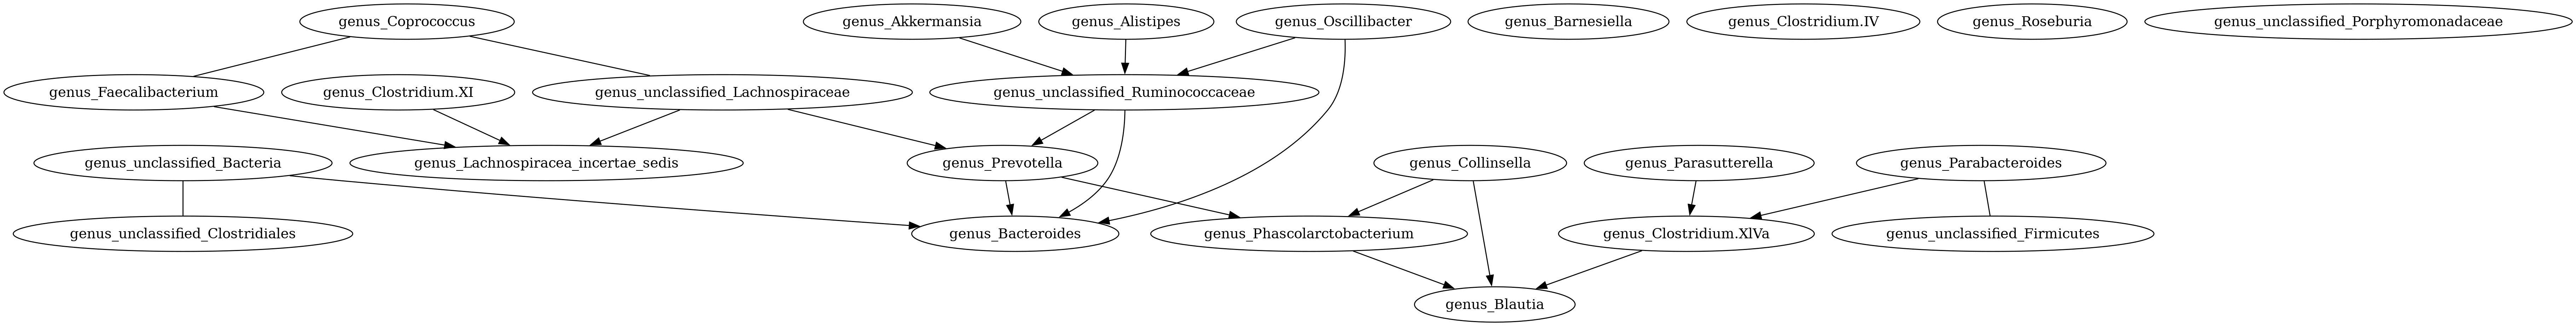 genus_Coprococcus
genus_Akkermansia
genus_Alistipes
genus_Oscillibacter
genus_Barnesiella
genus_Clostridium.IV
genus_Roseburia
genus_unclassified_Porphyromonadaceae
genus_Faecalibacterium
genus_Clostridium.XI
genus_unclassified_Lachnospiraceae
genus_unclassified_Ruminococcaceae
genus_unclassified_Bacteria
genus_Lachnospiracea_incertae_sedis
genus_Prevotella
genus_Collinsella
genus_Parasutterella
genus_Parabacteroides
genus_unclassified_Clostridiales
genus_Bacteroides
genus_Phascolarctobacterium
genus_Clostridium.XlVa
genus_unclassified_Firmicutes
genus_Blautia